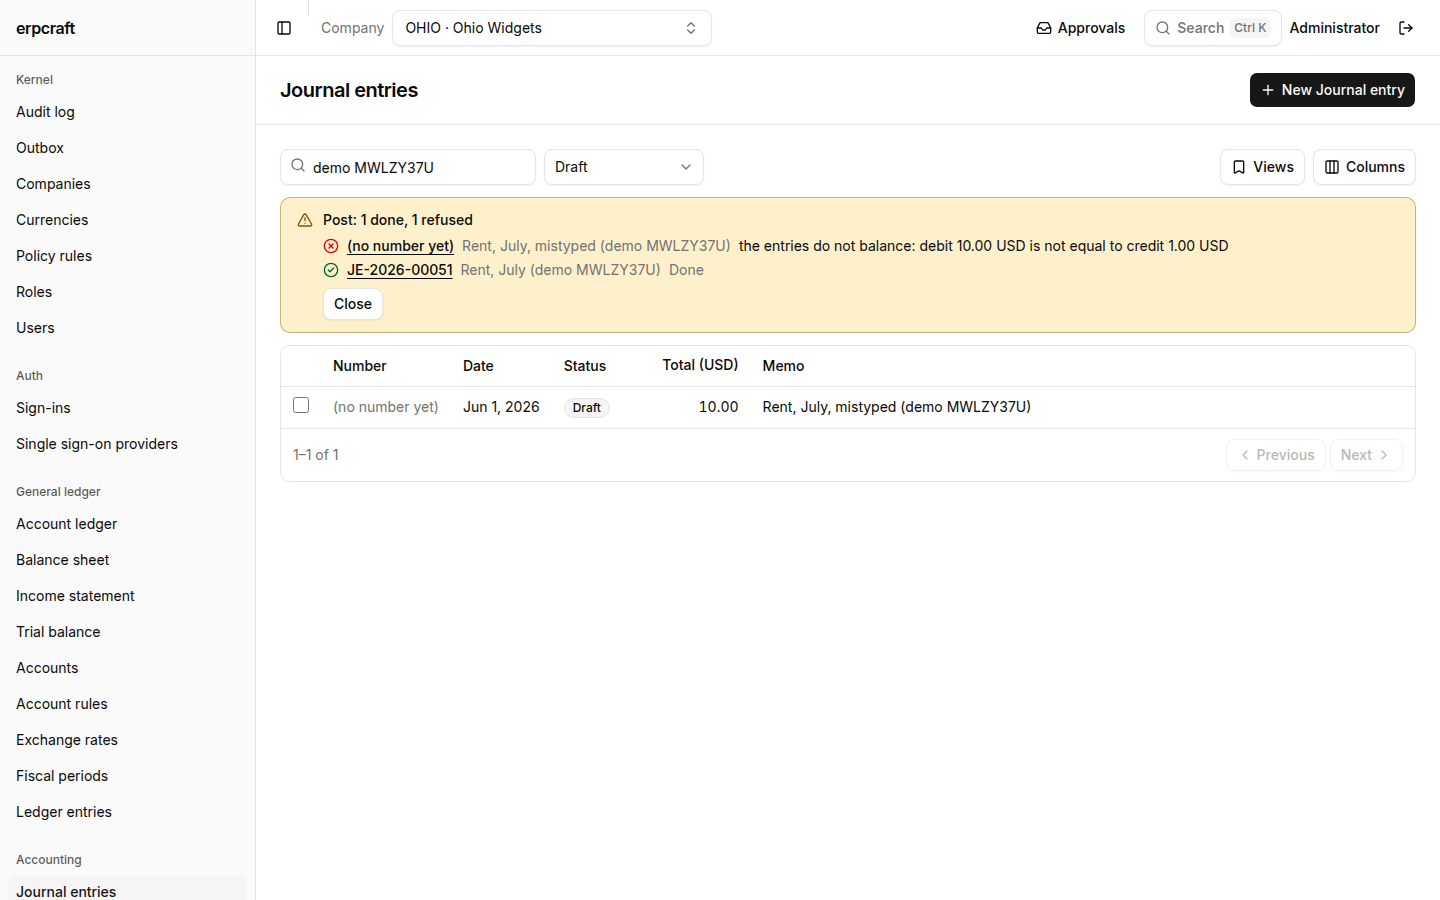 erpcraft
Company
OHIO · Ohio Widgets
Approvals
Search Ctrl K
Administrator
Kernel
Audit log
Outbox
Companies
Currencies
Policy rules
Roles
Users
Auth
Sign-ins
Single sign-on providers
General ledger
Account ledger
Balance sheet
Income statement
Trial balance
Accounts
Account rules
Exchange rates
Fiscal periods
Ledger entries
Accounting
Journal entries
Journal entries
New Journal entry
demo MWLZY37U
Draft
Views
Columns
Post: 1 done, 1 refused
(no number yet) Rent, July, mistyped (demo MWLZY37U) the entries do not balance: debit 10.00 USD is not equal to credit 1.00 USD
JE-2026-00051 Rent, July (demo MWLZY37U) Done
Close
Number Date Status Total (USD) Memo
(no number yet) Jun 1, 2026 Draft 10.00 Rent, July, mistyped (demo MWLZY37U)
1–1 of 1
Previous
Next